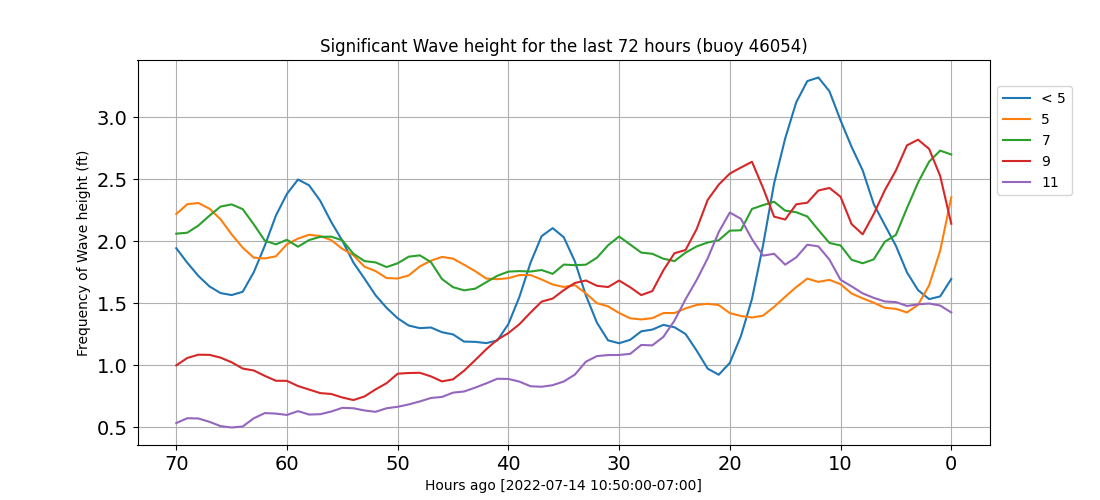 Significant Wave height for the last 72 hours (buoy 46054)
Frequency of Wave height (ft)
3.0
2.5
2.0
1.5
1.0
0.5
70 60 50 40 30 20 10 0
Hours ago [2022-07-14 10:50:00-07:00]
< 5
5
7
9
11